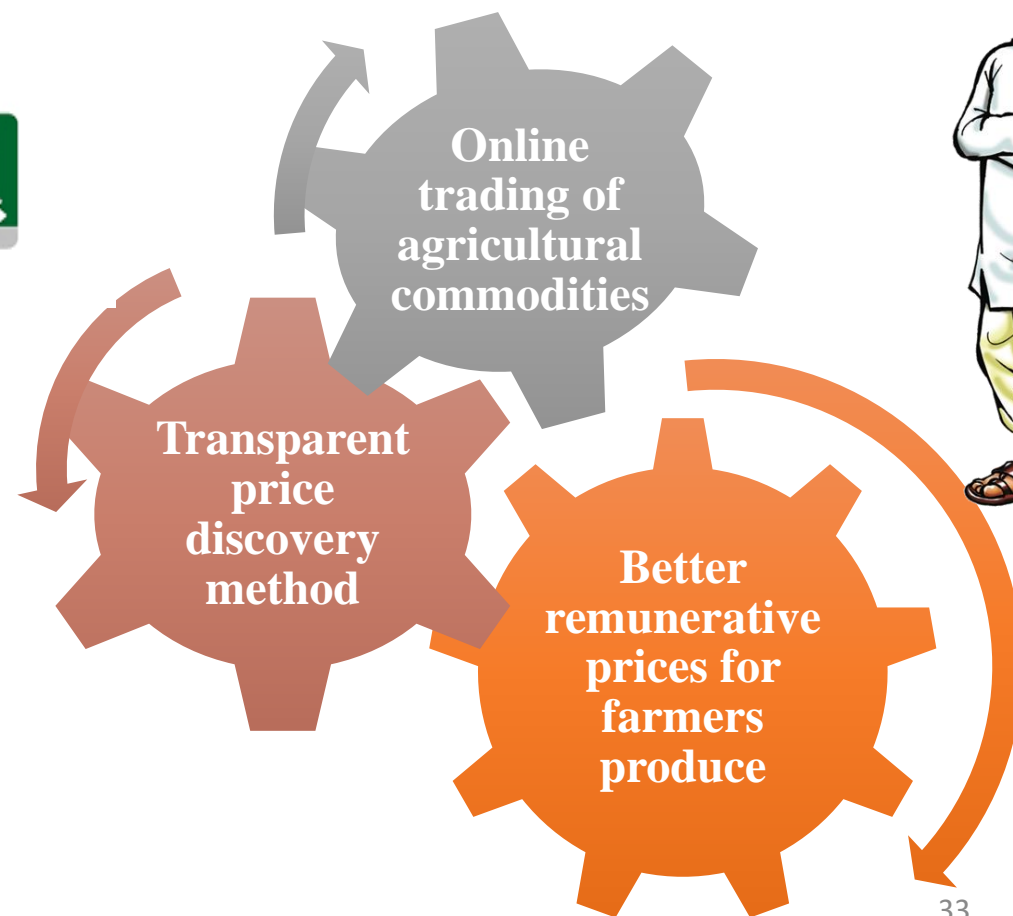 Online
trading of
agricultural
commodities
Transparent
price
discovery
method
Better
remunerative
prices for
farmers
produce
33